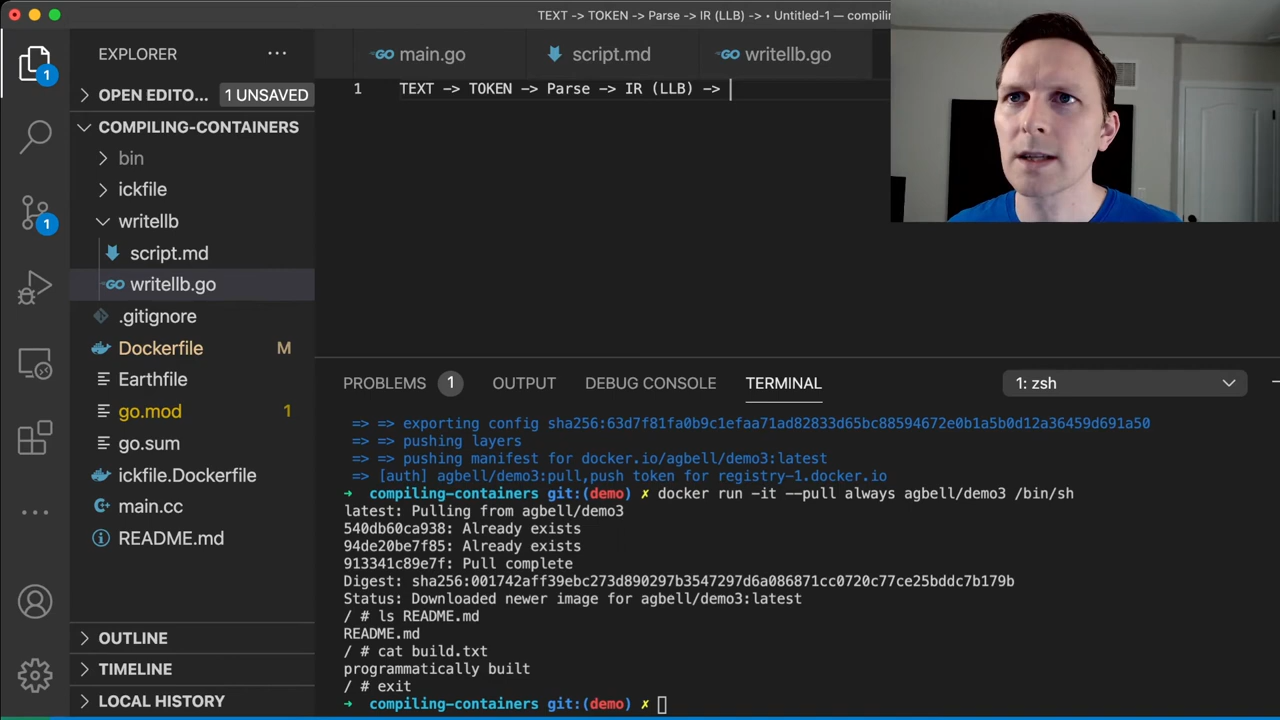 TEXT -> TOKEN -> Parse -> IR (LLB) -> • Untitled-1 — compilin
EXPLORER
OPEN EDITO... 1 UNSAVED
COMPILING-CONTAINERS
bin
ickfile
writellb
script.md
writellb.go
.gitignore
Dockerfile M
Earthfile
go.mod 1
go.sum
ickfile.Dockerfile
main.cc
README.md
OUTLINE
TIMELINE
LOCAL HISTORY
1
1
GO main.go script.md GO writellb.go
1 TEXT -> TOKEN -> Parse -> IR (LLB) ->
PROBLEMS 1 OUTPUT DEBUG CONSOLE TERMINAL 1: zsh
=> => exporting config sha256:63d7f81fa0b9c1efaa71ad82833d65bc88594672e0b1a5b0d12a36459d691a50
=> => pushing layers
=> => pushing manifest for docker.io/agbell/demo3:latest
=> [auth] agbell/demo3:pull,push token for registry-1.docker.io
➜ compiling-containers git:(demo) ✗ docker run -it --pull always agbell/demo3 /bin/sh
latest: Pulling from agbell/demo3
540db60ca938: Already exists
94de20be7f85: Already exists
913341c89e7f: Pull complete
Digest: sha256:001742aff39ebc273d890297b3547297d6a086871cc0720c77ce25bddc7b179b
Status: Downloaded newer image for agbell/demo3:latest
/ # ls README.md
README.md
/ # cat build.txt
programmatically built
/ # exit
➜ compiling-containers git:(demo) ✗